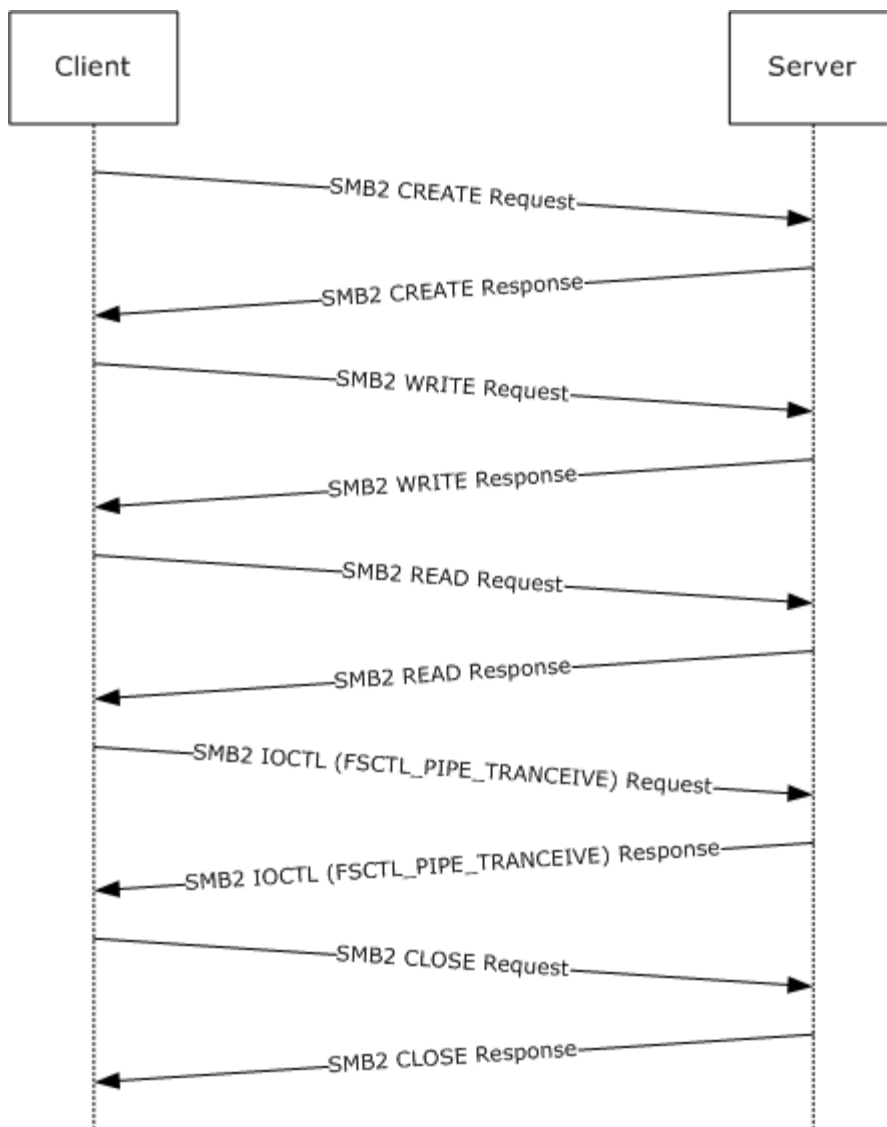 Client
Server
SMB2 CREATE Request
SMB2 CREATE Response
SMB2 WRITE Request
SMB2 WRITE Response
SMB2 READ Request
SMB2 READ Response
SMB2 IOCTL (FSCTL_PIPE_TRANCEIVE) Request
SMB2 IOCTL (FSCTL_PIPE_TRANCEIVE) Response
SMB2 CLOSE Request
SMB2 CLOSE Response